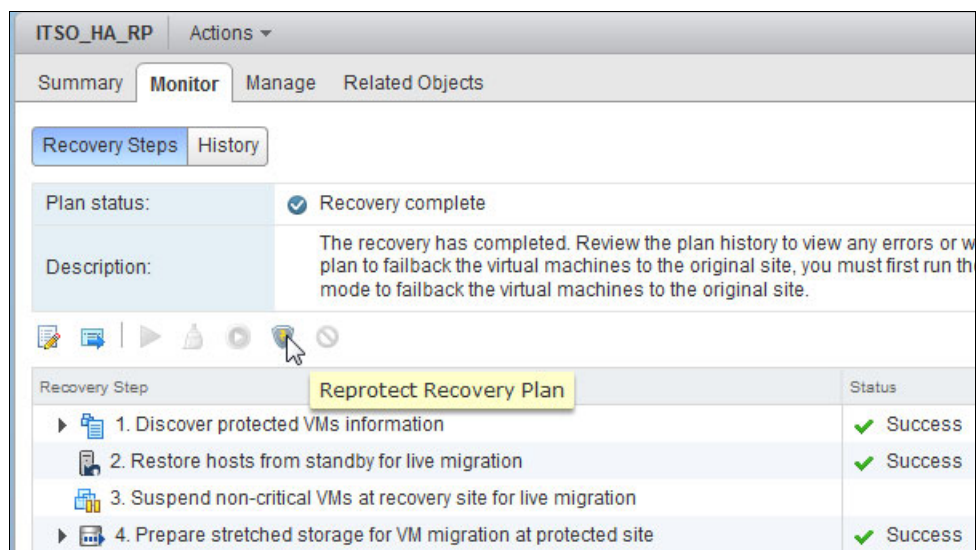 ITSO_HA_RP Actions
Summary Monitor Manage Related Objects
Recovery Steps History
Plan status: Recovery complete
Description: The recovery has completed. Review the plan history to view any errors or w
plan to failback the virtual machines to the original site, you must first run th
mode to failback the virtual machines to the original site.
Reprotect Recovery Plan
Recovery Step Status
1. Discover protected VMs information Success
2. Restore hosts from standby for live migration Success
3. Suspend non-critical VMs at recovery site for live migration
4. Prepare stretched storage for VM migration at protected site Success